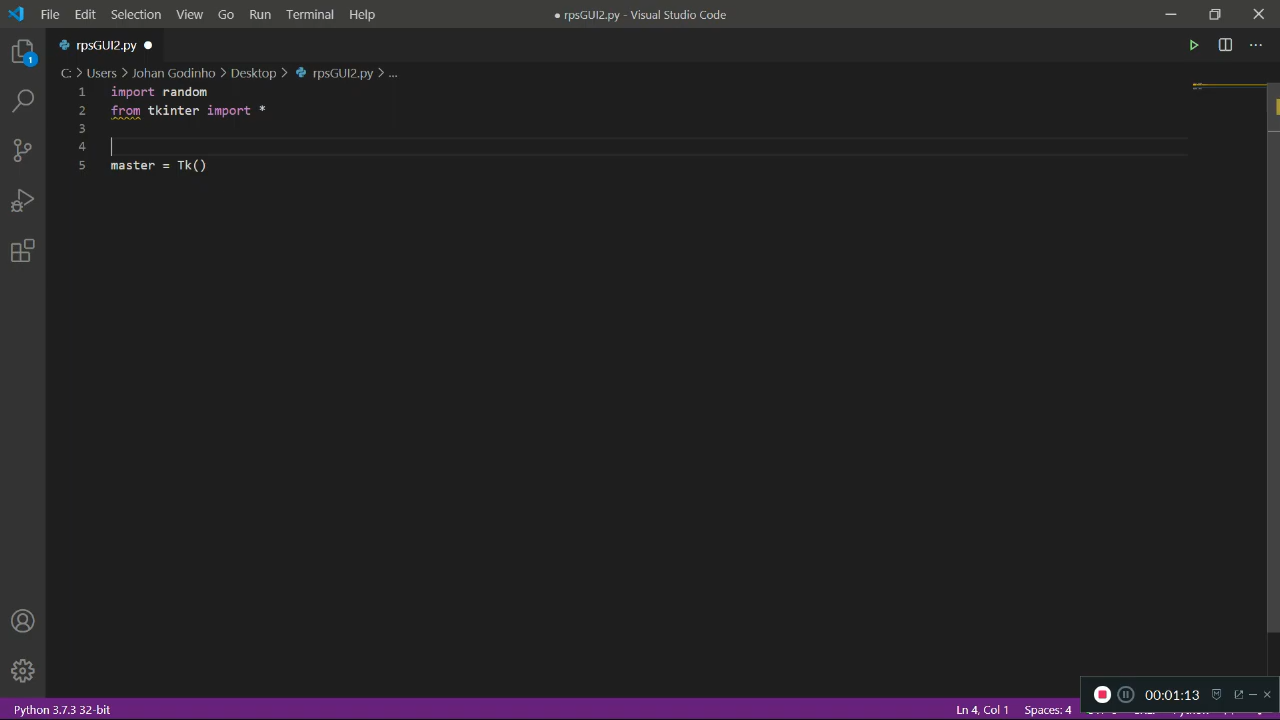 File Edit Selection View Go Run Terminal Help ● rpsGUI2.py - Visual Studio Code
rpsGUI2.py
C: > Users > Johan Godinho > Desktop > rpsGUI2.py > ...
1 import random
2 from tkinter import *
3
4
5 master = Tk()
1
00:01:13
Python 3.7.3 32-bit Ln 4, Col 1 Spaces: 4